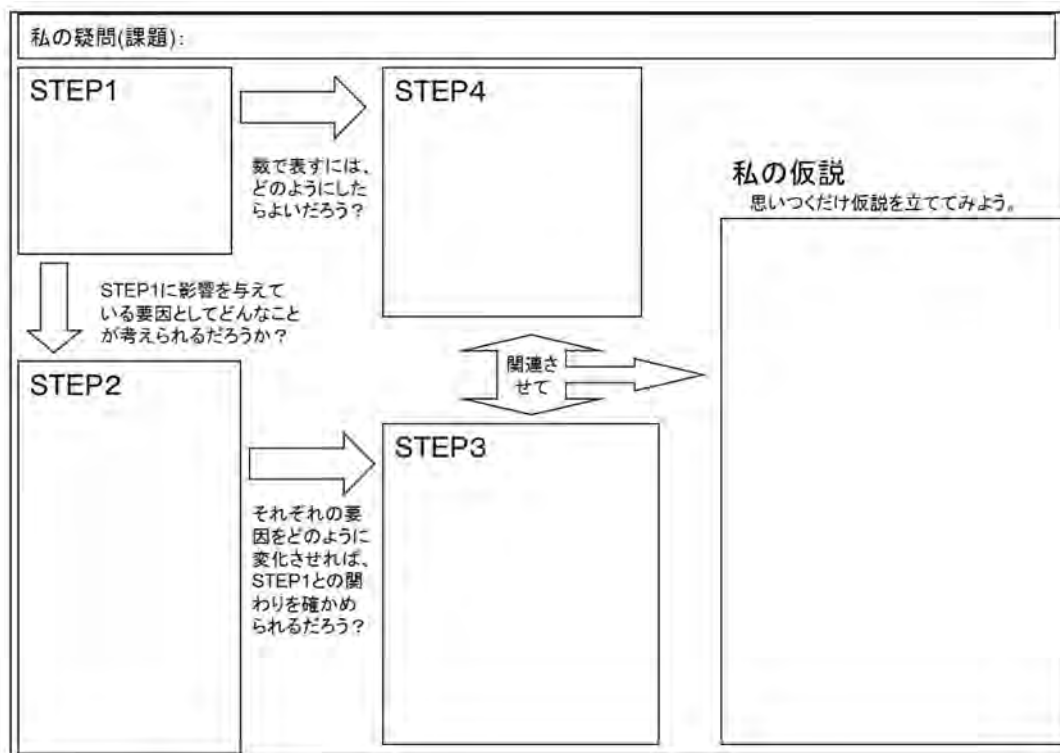 私の疑問(課題):
STEP1
数で表すには、
どのようにした
らよいだろう？
STEP4
STEP1に影響を与えて
いる要因としてどんなこと
が考えられるだろうか？
STEP2
それぞれの要
因をどのように
変化させれば、
STEP1との関
わりを確かめ
られるだろう？
STEP3
関連さ
せて
私の仮説
思いつくだけ仮説を立ててみよう。